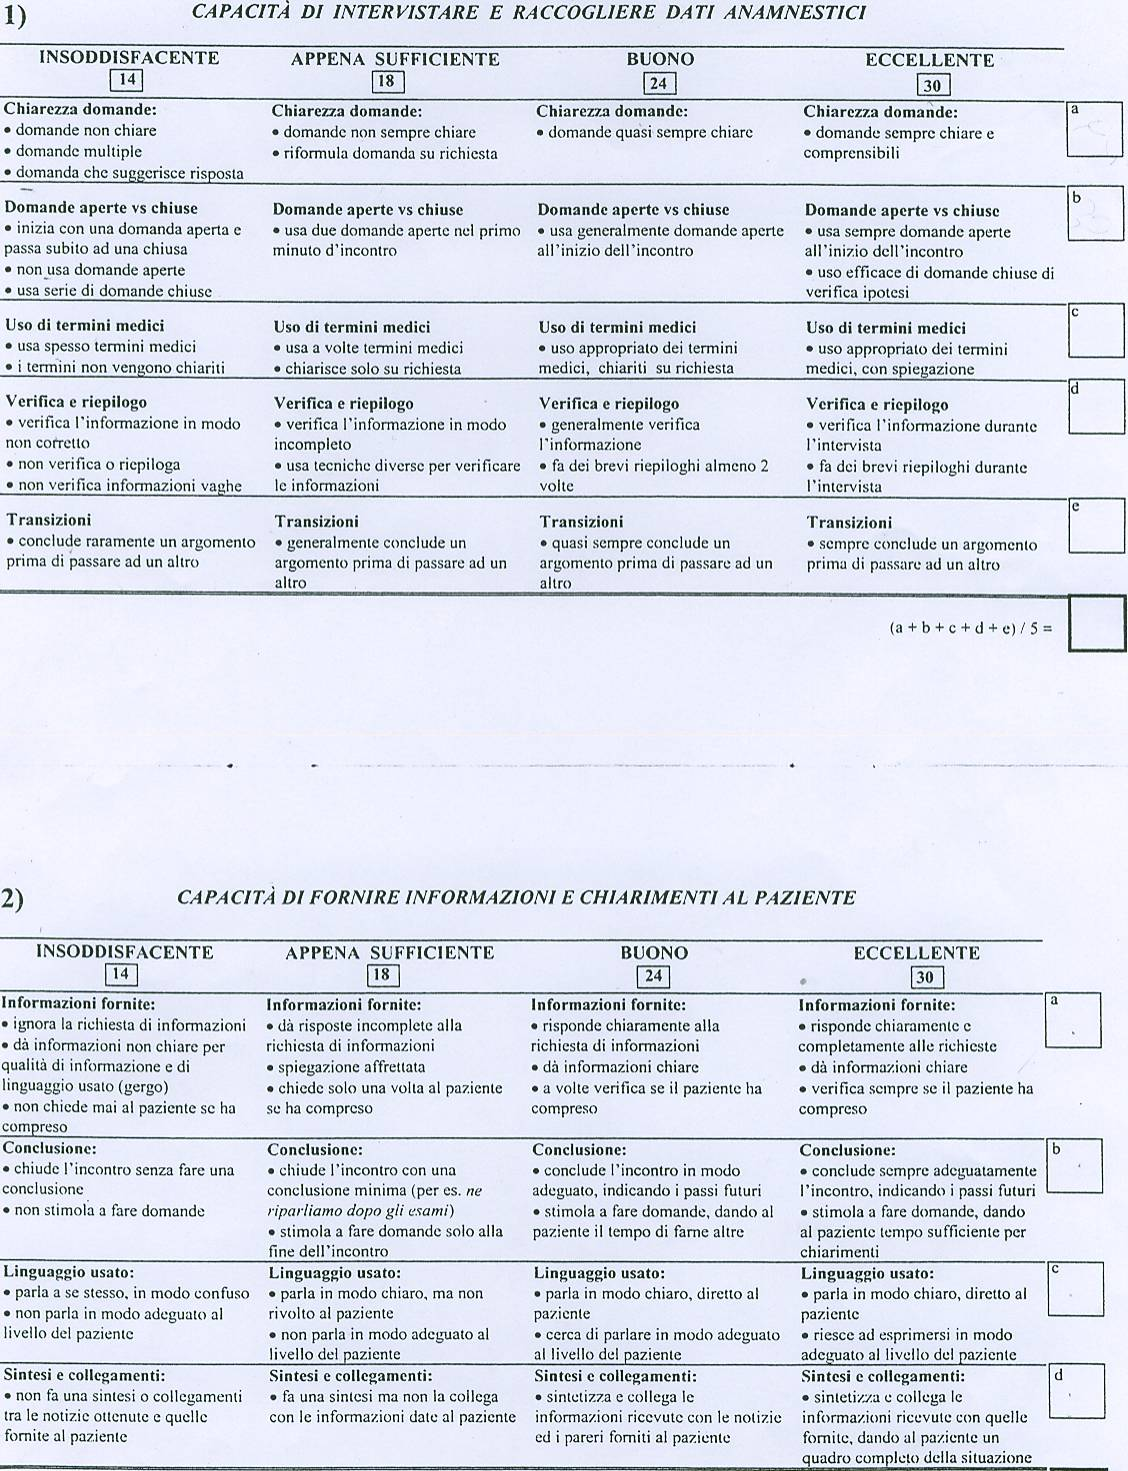 1) CAPACITÀ DI INTERVISTARE E RACCOGLIERE DATI ANAMNESTICI
INSODDISFACENTE
14
APPENA SUFFICIENTE
18
BUONO
24
ECCELLENTE
30
Chiarezza domande:
• domande non chiare
• domande multiple
• domanda che suggerisce risposta
Chiarezza domande:
• domande non sempre chiare
• riformula domanda su richiesta
Chiarezza domande:
• domande quasi sempre chiare
Chiarezza domande:
• domande sempre chiare e
comprensibili
a
Domande aperte vs chiuse
• inizia con una domanda aperta e
passa subito ad una chiusa
• non usa domande aperte
• usa serie di domande chiuse
Domande aperte vs chiuse
• usa due domande aperte nel primo
minuto d'incontro
Domande aperte vs chiuse
• usa generalmente domande aperte
all'inizio dell'incontro
Domande aperte vs chiuse
• usa sempre domande aperte
all'inizio dell'incontro
• uso efficace di domande chiuse di
verifica ipotesi
b
Uso di termini medici
• usa spesso termini medici
• i termini non vengono chiariti
Uso di termini medici
• usa a volte termini medici
• chiarisce solo su richiesta
Uso di termini medici
• uso appropriato dei termini
medici, chiariti su richiesta
Uso di termini medici
• uso appropriato dei termini
medici, con spiegazione
c
Verifica e riepilogo
• verifica l'informazione in modo
non corretto
• non verifica o riepiloga
• non verifica informazioni vaghe
Verifica e riepilogo
• verifica l'informazione in modo
incompleto
• usa tecniche diverse per verificare
le informazioni
Verifica e riepilogo
• generalmente verifica
l'informazione
• fa dei brevi riepiloghi almeno 2
volte
Verifica e riepilogo
• verifica l'informazione durante
l'intervista
• fa dei brevi riepiloghi durante
l'intervista
d
Transizioni
• conclude raramente un argomento
prima di passare ad un altro
Transizioni
• generalmente conclude un
argomento prima di passare ad un
altro
Transizioni
• quasi sempre conclude un
argomento prima di passare ad un
altro
Transizioni
• sempre conclude un argomento
prima di passare ad un altro
e
(a + b + c + d + e) / 5 =
2) CAPACITÀ DI FORNIRE INFORMAZIONI E CHIARIMENTI AL PAZIENTE
INSODDISFACENTE
14
APPENA SUFFICIENTE
18
BUONO
24
ECCELLENTE
30
Informazioni fornite:
• ignora la richiesta di informazioni
• dà informazioni non chiare per
qualità di informazione e di
linguaggio usato (gergo)
• non chiede mai al paziente se ha
compreso
Informazioni fornite:
• dà risposte incomplete alla
richiesta di informazioni
• spiegazione affrettata
• chiede solo una volta al paziente
se ha compreso
Informazioni fornite:
• risponde chiaramente alla
richiesta di informazioni
• dà informazioni chiare
• a volte verifica se il paziente ha
compreso
Informazioni fornite:
• risponde chiaramente e
completamente alle richieste
• dà informazioni chiare
• verifica sempre se il paziente ha
compreso
a
Conclusione:
• chiude l'incontro senza fare una
conclusione
• non stimola a fare domande
Conclusione:
• chiude l'incontro con una
conclusione minima (per es. ne
riparliamo dopo gli esami)
• stimola a fare domande solo alla
fine dell'incontro
Conclusione:
• conclude l'incontro in modo
adeguato, indicando i passi futuri
• stimola a fare domande, dando al
paziente il tempo di farne altre
Conclusione:
• conclude sempre adeguatamente
l'incontro, indicando i passi futuri
• stimola a fare domande, dando
al paziente tempo sufficiente per
chiarimenti
b
Linguaggio usato:
• parla a se stesso, in modo confuso
• non parla in modo adeguato al
livello del paziente
Linguaggio usato:
• parla in modo chiaro, ma non
rivolto al paziente
• non parla in modo adeguato al
livello del paziente
Linguaggio usato:
• parla in modo chiaro, diretto al
paziente
• cerca di parlare in modo adeguato
al livello del paziente
Linguaggio usato:
• parla in modo chiaro, diretto al
paziente
• riesce ad esprimersi in modo
adeguato al livello del paziente
c
Sintesi e collegamenti:
• non fa una sintesi o collegamenti
tra le notizie ottenute e quelle
fornite al paziente
Sintesi e collegamenti:
• fa una sintesi ma non la collega
con le informazioni date al paziente
Sintesi e collegamenti:
• sintetizza e collega le
informazioni ricevute con le notizie
ed i pareri forniti al paziente
Sintesi e collegamenti:
• sintetizza e collega le
informazioni ricevute con quelle
fornite, dando al paziente un
quadro completo della situazione
d